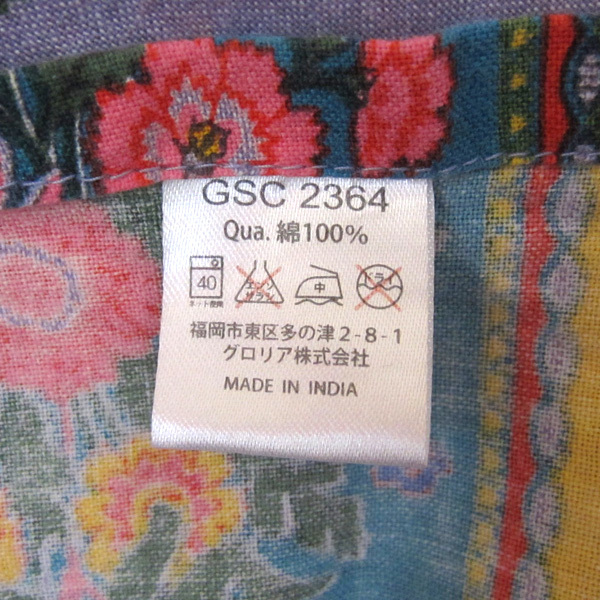 GSC 2364
Qua. 綿100%
40
ネット使用
エンソ
サラシ
中
ドライ
福岡市東区多の津2-8-1
グロリア株式会社
MADE IN INDIA